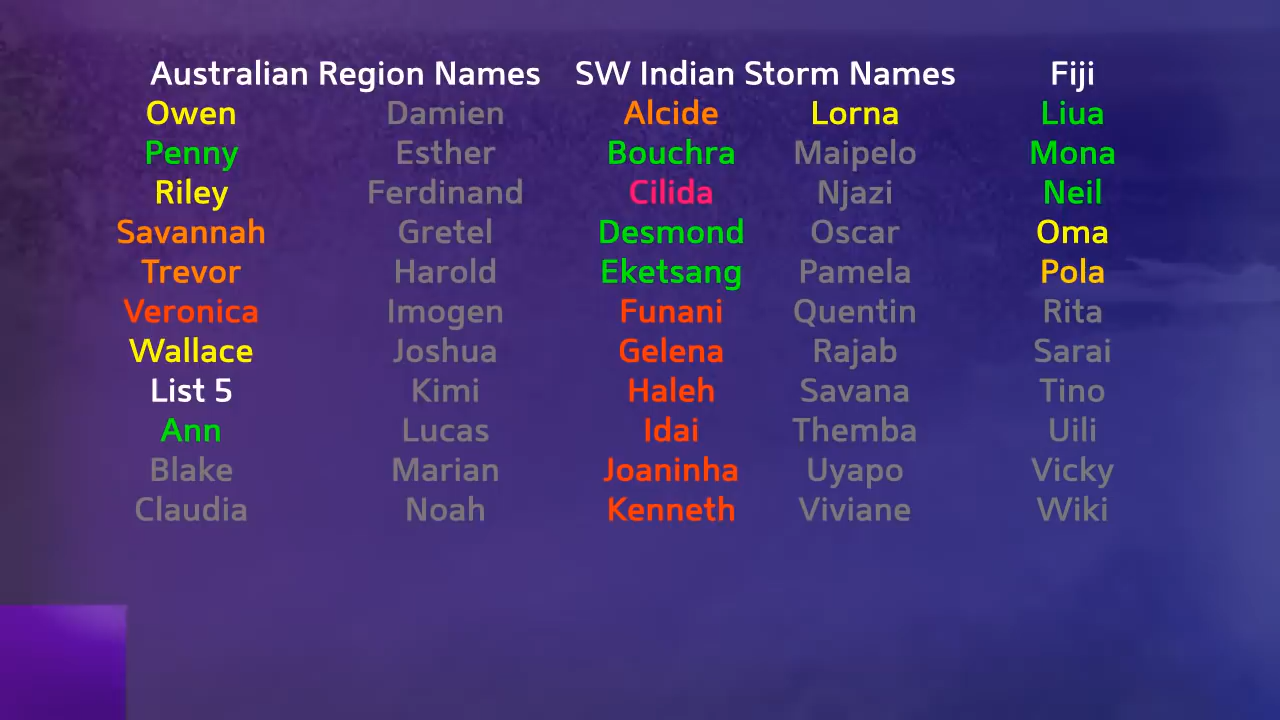 Australian Region Names SW Indian Storm Names Fiji
Owen Damien Alcide Lorna Liua
Penny Esther Bouchra Maipelo Mona
Riley Ferdinand Cilida Njazi Neil
Savannah Gretel Desmond Oscar Oma
Trevor Harold Eketsang Pamela Pola
Veronica Imogen Funani Quentin Rita
Wallace Joshua Gelena Rajab Sarai
List 5 Kimi Haleh Savana Tino
Ann Lucas Idai Themba Uili
Blake Marian Joaninha Uyapo Vicky
Claudia Noah Kenneth Viviane Wiki